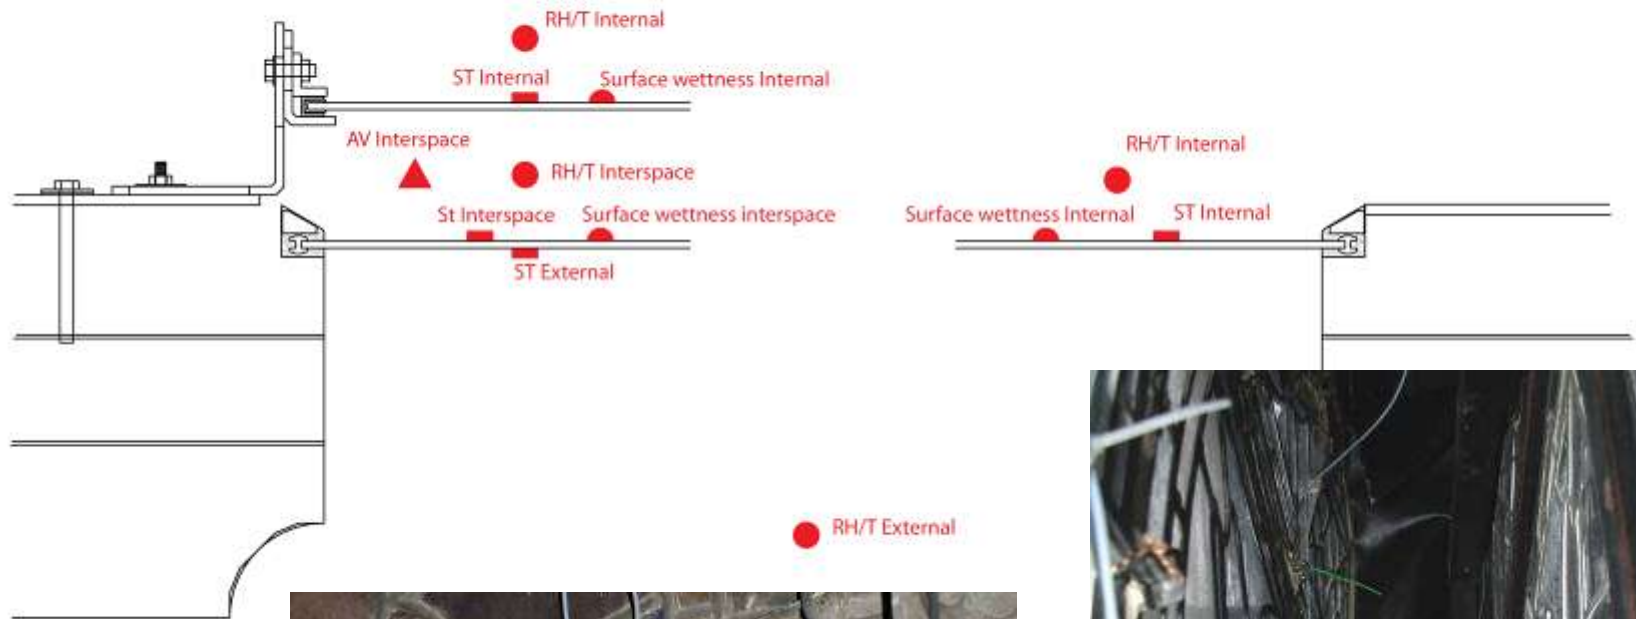 RH/T Internal
ST Internal
Surface wettness Internal
AV Interspace
RH/T Interspace
RH/T Internal
St Interspace
Surface wettness interspace
Surface wettness Internal
ST Internal
ST External
RH/T External